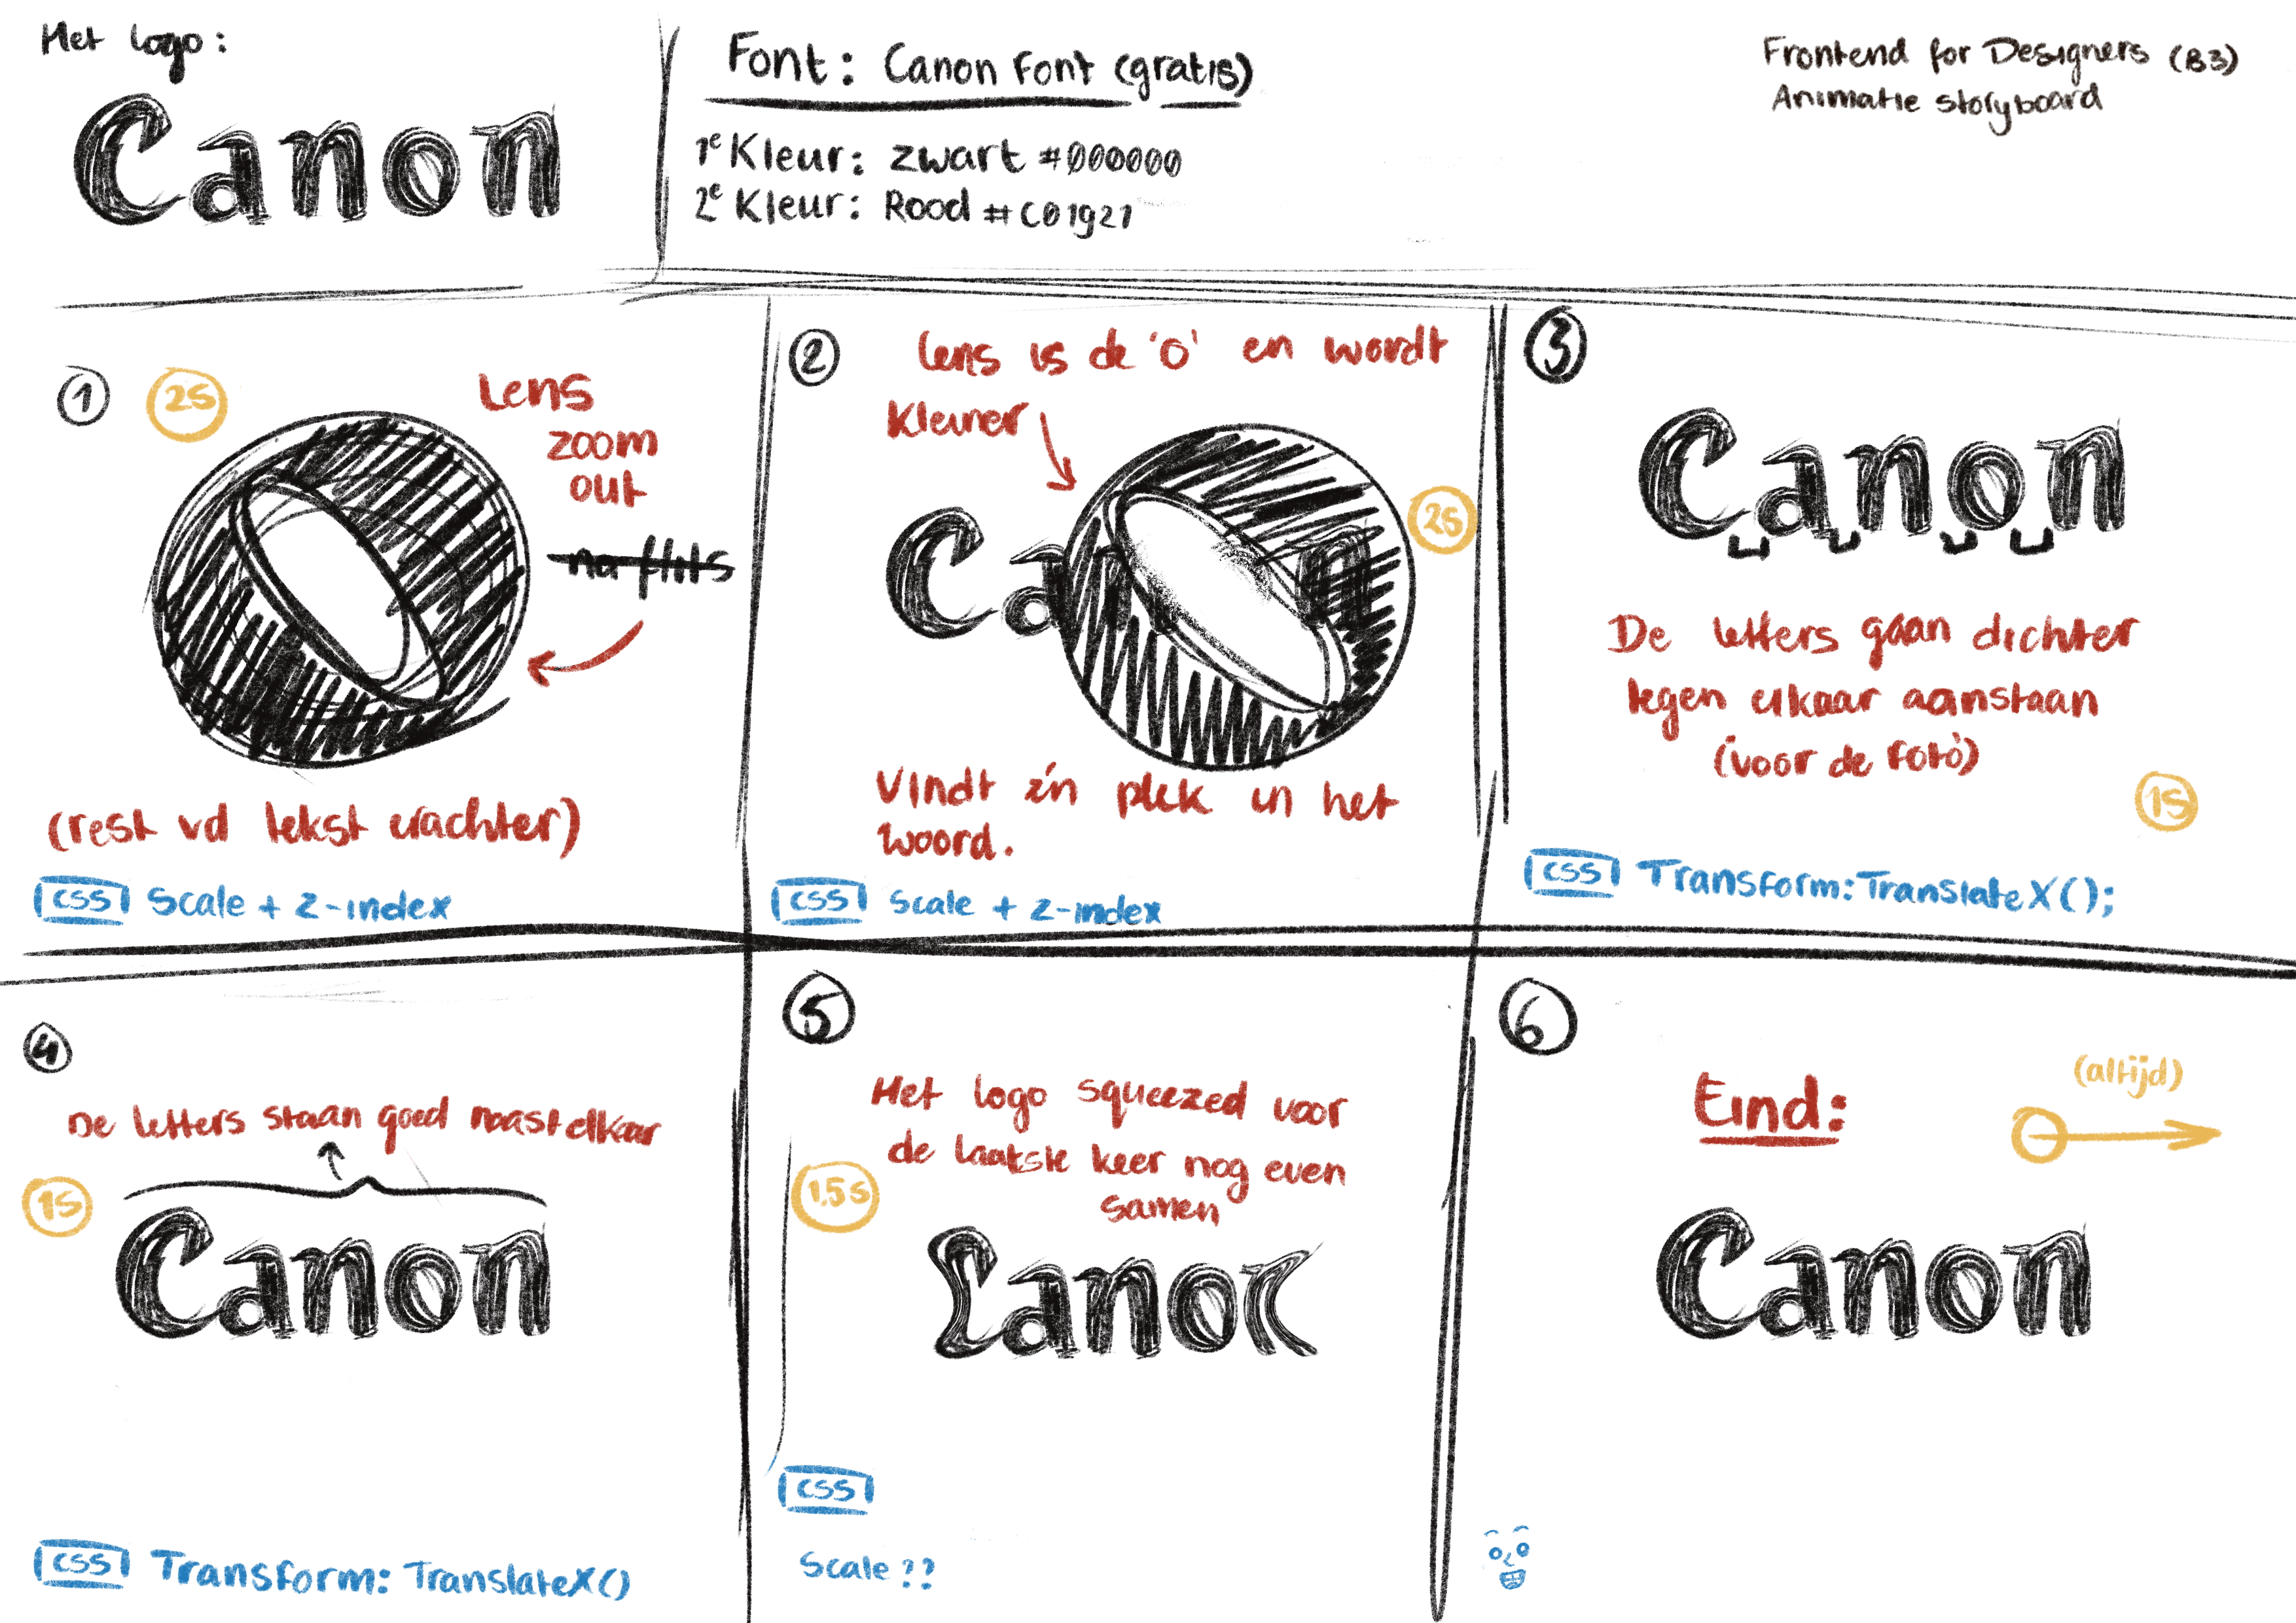 Het logo:
Canon
Font: Canon Font (gratis)
1e Kleur: zwart #000000
2e Kleur: Rood #C01921
Frontend for Designers (B3)
Animatie storyboard
1
2s
Lens
zoom
out
na flits
(rest vd tekst erachter)
CSS Scale + z-index
2
lens is de 'O' en wordt
kleiner
2s
Ca n
Vindt z'n plek in het
woord.
CSS Scale + z-index
3
Canon
De letters gaan dichter
tegen elkaar aanstaan
(voor de foto)
1s
CSS Transform: TranslateX();
4
De letters staan goed naast elkaar
1s
Canon
CSS Transform: TranslateX()
5
Het logo squeezed voor
de laatste keer nog even
samen
1,5s
Canon
CSS
Scale ??
6
Eind:
(altijd)
Canon